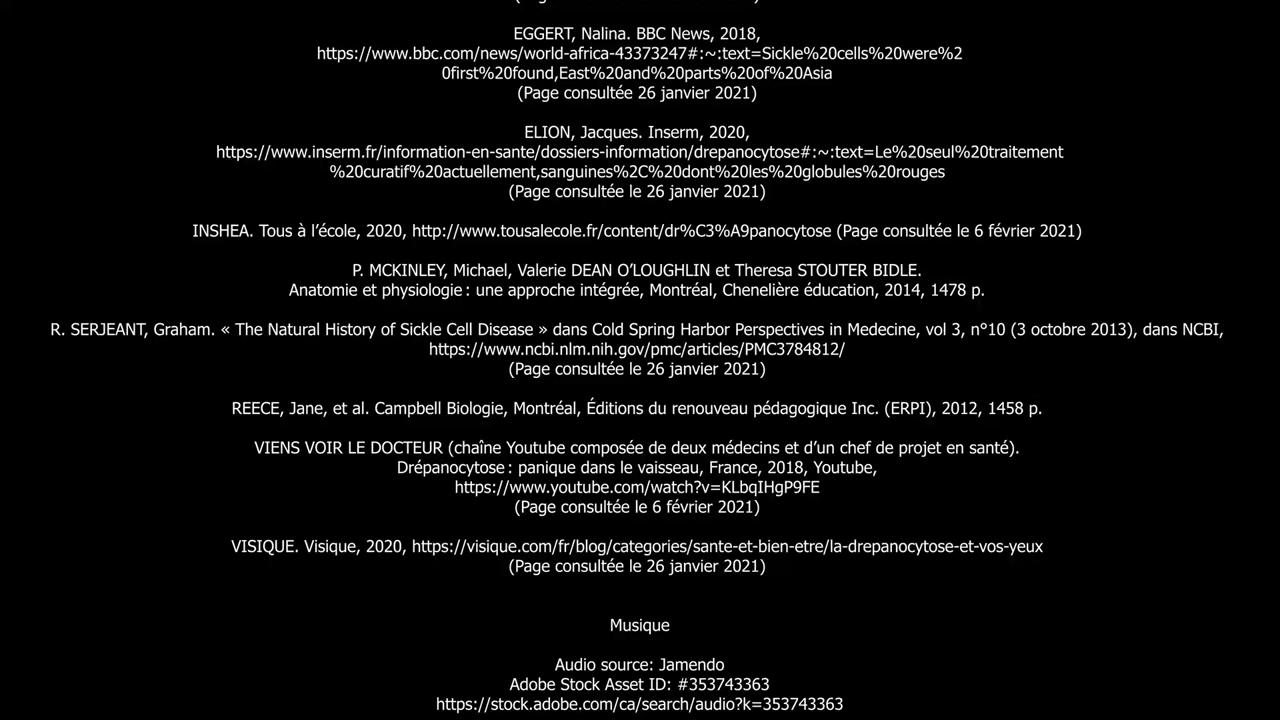 EGGERT, Nalina. BBC News, 2018,
https://www.bbc.com/news/world-africa-43373247#:~:text=Sickle%20cells%20were%2
0first%20found,East%20and%20parts%20of%20Asia
(Page consultée 26 janvier 2021)
ELION, Jacques. Inserm, 2020,
https://www.inserm.fr/information-en-sante/dossiers-information/drepanocytose#:~:text=Le%20seul%20traitement
%20curatif%20actuellement,sanguines%2C%20dont%20les%20globules%20rouges
(Page consultée le 26 janvier 2021)
INSHEA. Tous à l’école, 2020, http://www.tousalecole.fr/content/dr%C3%A9panocytose (Page consultée le 6 février 2021)
P. MCKINLEY, Michael, Valerie DEAN O’LOUGHLIN et Theresa STOUTER BIDLE.
Anatomie et physiologie : une approche intégrée, Montréal, Chenelière éducation, 2014, 1478 p.
R. SERJEANT, Graham. « The Natural History of Sickle Cell Disease » dans Cold Spring Harbor Perspectives in Medecine, vol 3, n°10 (3 octobre 2013), dans NCBI,
https://www.ncbi.nlm.nih.gov/pmc/articles/PMC3784812/
(Page consultée le 26 janvier 2021)
REECE, Jane, et al. Campbell Biologie, Montréal, Éditions du renouveau pédagogique Inc. (ERPI), 2012, 1458 p.
VIENS VOIR LE DOCTEUR (chaîne Youtube composée de deux médecins et d’un chef de projet en santé).
Drépanocytose : panique dans le vaisseau, France, 2018, Youtube,
https://www.youtube.com/watch?v=KLbqIHgP9FE
(Page consultée le 6 février 2021)
VISIQUE. Visique, 2020, https://visique.com/fr/blog/categories/sante-et-bien-etre/la-drepanocytose-et-vos-yeux
(Page consultée le 26 janvier 2021)
Musique
Audio source: Jamendo
Adobe Stock Asset ID: #353743363
https://stock.adobe.com/ca/search/audio?k=353743363